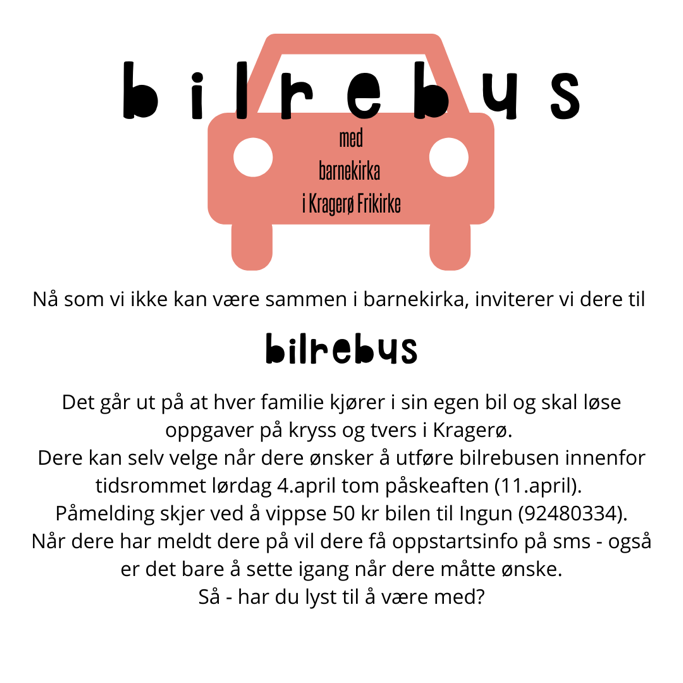 bilrebus
med
barnekirka
i Kragerø Frikirke
Nå som vi ikke kan være sammen i barnekirka, inviterer vi dere til
bilrebus
Det går ut på at hver familie kjører i sin egen bil og skal løse
oppgaver på kryss og tvers i Kragerø.
Dere kan selv velge når dere ønsker å utføre bilrebusen innenfor
tidsrommet lørdag 4.april tom påskeaften (11.april).
Påmelding skjer ved å vippse 50 kr bilen til Ingun (92480334).
Når dere har meldt dere på vil dere få oppstartsinfo på sms - også
er det bare å sette igang når dere måtte ønske.
Så - har du lyst til å være med?